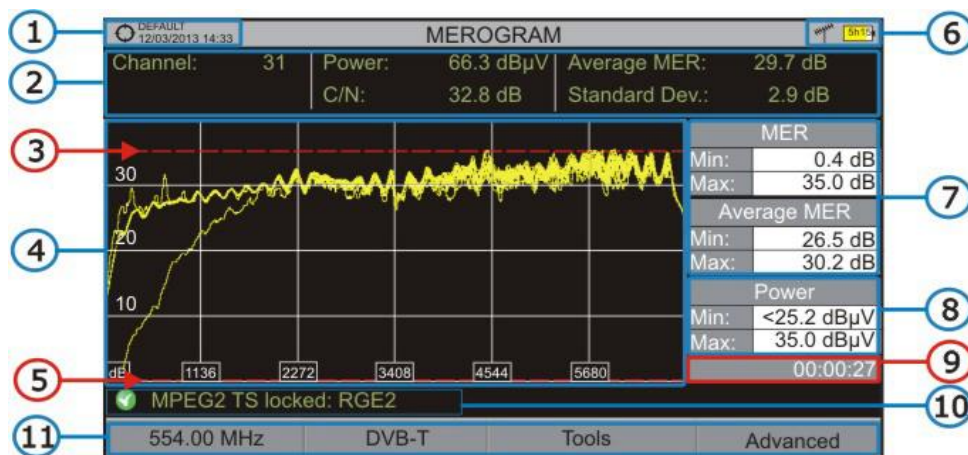 1
DEFAULT
12/03/2013 14:33
MEROGRAM
5h15
6
2
Channel: 31 Power: 66.3 dBµV Average MER: 29.7 dB
C/N: 32.8 dB Standard Dev.: 2.9 dB
3
30
20
10
4
dB 1136 2272 3408 4544 5680
5
MER
Min: 0.4 dB
Max: 35.0 dB
Average MER
Min: 26.5 dB
Max: 30.2 dB
7
Power
Min: <25.2 dBµV
Max: 35.0 dBµV
8
00:00:27
9
MPEG2 TS locked: RGE2
10
11
554.00 MHz DVB-T Tools Advanced